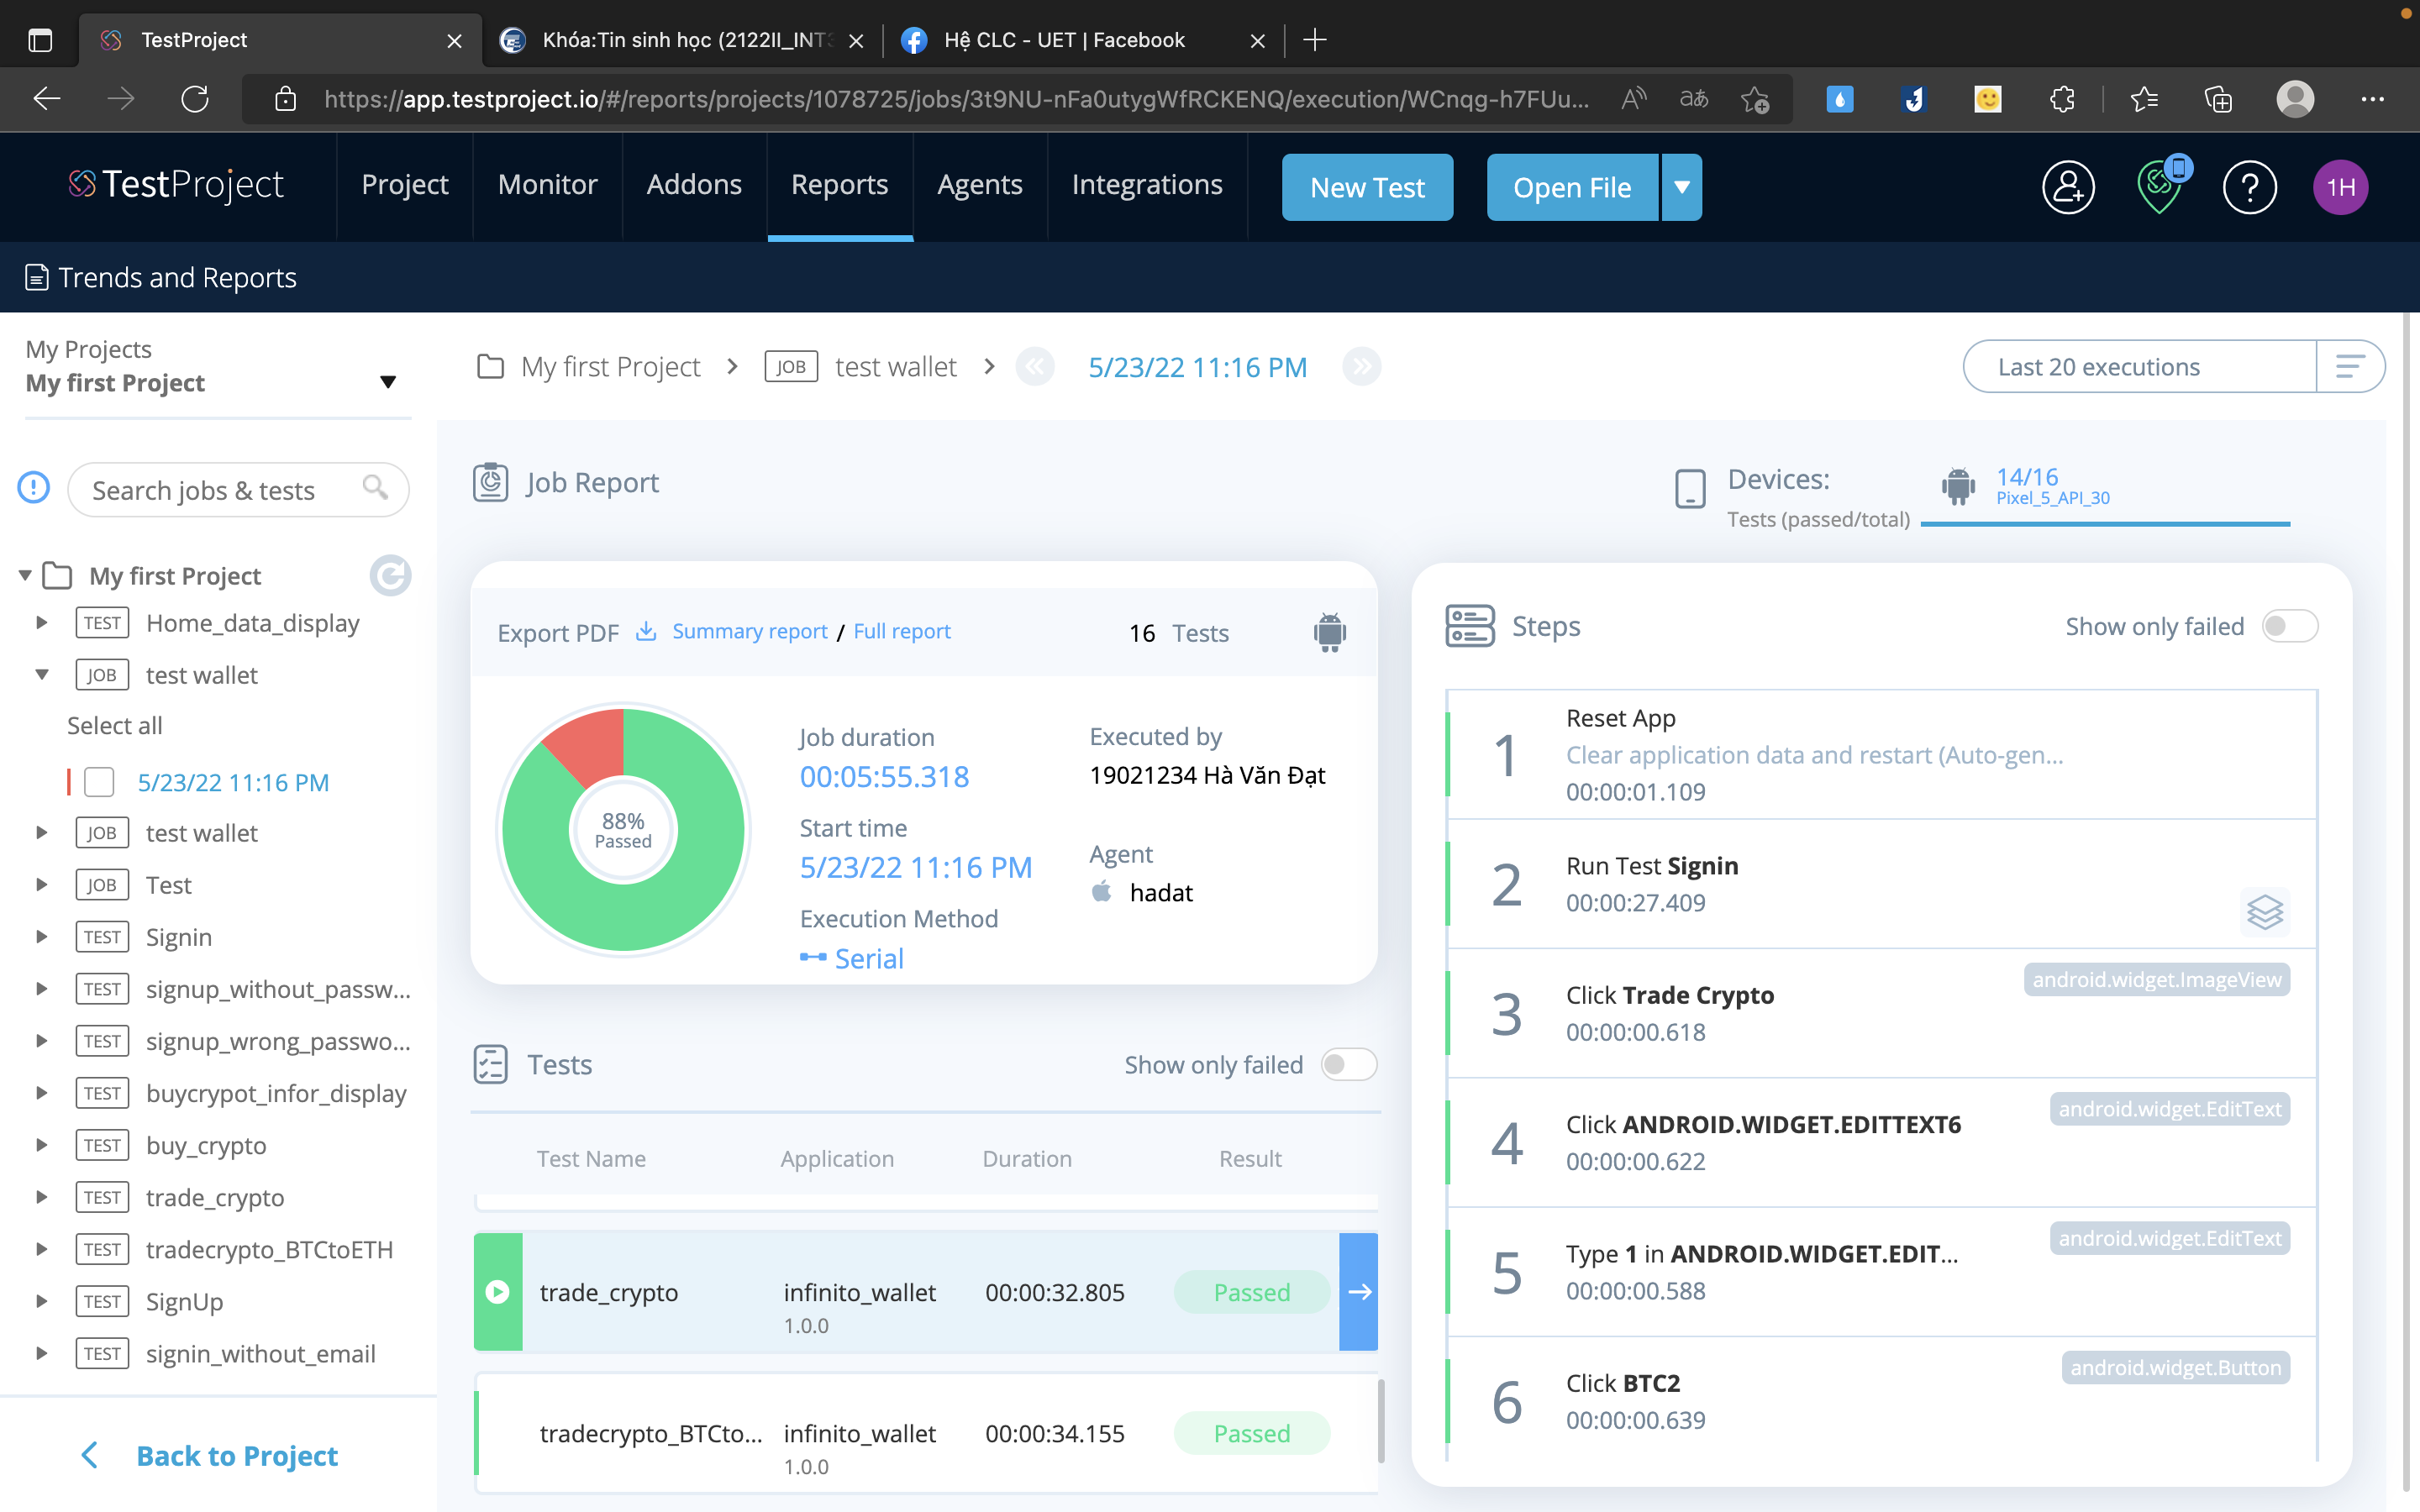 TestProject
Khóa:Tin sinh học (2122II_INT3
Hệ CLC - UET | Facebook
https://app.testproject.io/#/reports/projects/1078725/jobs/3t9NU-nFa0utygWfRCKENQ/execution/WCnqg-h7FUu...
TestProject
Project
Monitor
Addons
Reports
Agents
Integrations
New Test
Open File
1H
Trends and Reports
My Projects
My first Project
My first Project
JOB
test wallet
5/23/22 11:16 PM
Last 20 executions
Search jobs & tests
My first Project
TEST Home_data_display
JOB test wallet
Select all
5/23/22 11:16 PM
JOB test wallet
JOB Test
TEST Signin
TEST signup_without_passw...
TEST signup_wrong_passwo...
TEST buycrypot_infor_display
TEST buy_crypto
TEST trade_crypto
TEST tradecrypto_BTCtoETH
TEST SignUp
TEST signin_without_email
Back to Project
Job Report
Devices:
Tests (passed/total)
14/16
Pixel_5_API_30
Export PDF
Summary report / Full report
16 Tests
88%
Passed
Job duration
00:05:55.318
Start time
5/23/22 11:16 PM
Execution Method
Serial
Executed by
19021234 Hà Văn Đạt
Agent
hadat
Tests
Show only failed
Test Name Application Duration Result
trade_crypto infinito_wallet 00:00:32.805 Passed
1.0.0
tradecrypto_BTCto... infinito_wallet 00:00:34.155 Passed
1.0.0
Steps
Show only failed
1
Reset App
Clear application data and restart (Auto-gen...
00:00:01.109
2
Run Test Signin
00:00:27.409
3
Click Trade Crypto
android.widget.ImageView
00:00:00.618
4
Click ANDROID.WIDGET.EDITTEXT6
android.widget.EditText
00:00:00.622
5
Type 1 in ANDROID.WIDGET.EDIT...
android.widget.EditText
00:00:00.588
6
Click BTC2
android.widget.Button
00:00:00.639